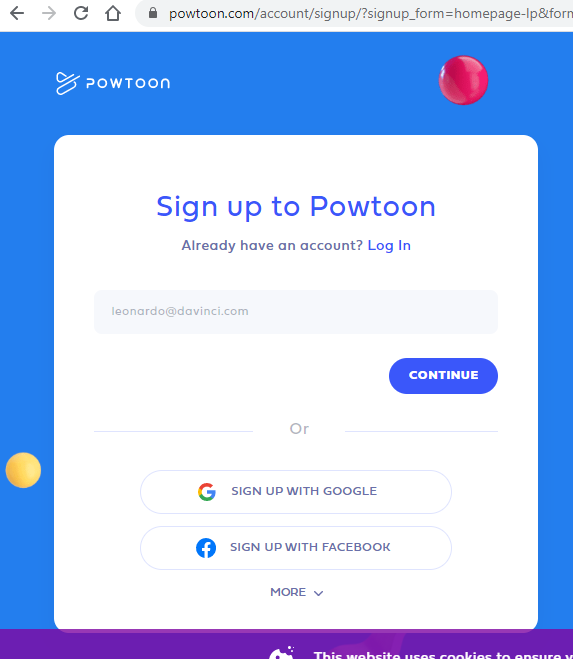 powtoon.com/account/signup/?signup_form=homepage-lp&form
POWTOON
Sign up to Powtoon
Already have an account? Log In
leonardo@davinci.com
CONTINUE
Or
SIGN UP WITH GOOGLE
SIGN UP WITH FACEBOOK
MORE
This website uses cookies to ensure